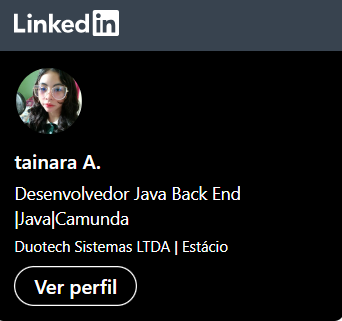 LinkedIn
tainara A.
Desenvolvedor Java Back End
|Java|Camunda
Duotech Sistemas LTDA | Estácio
Ver perfil